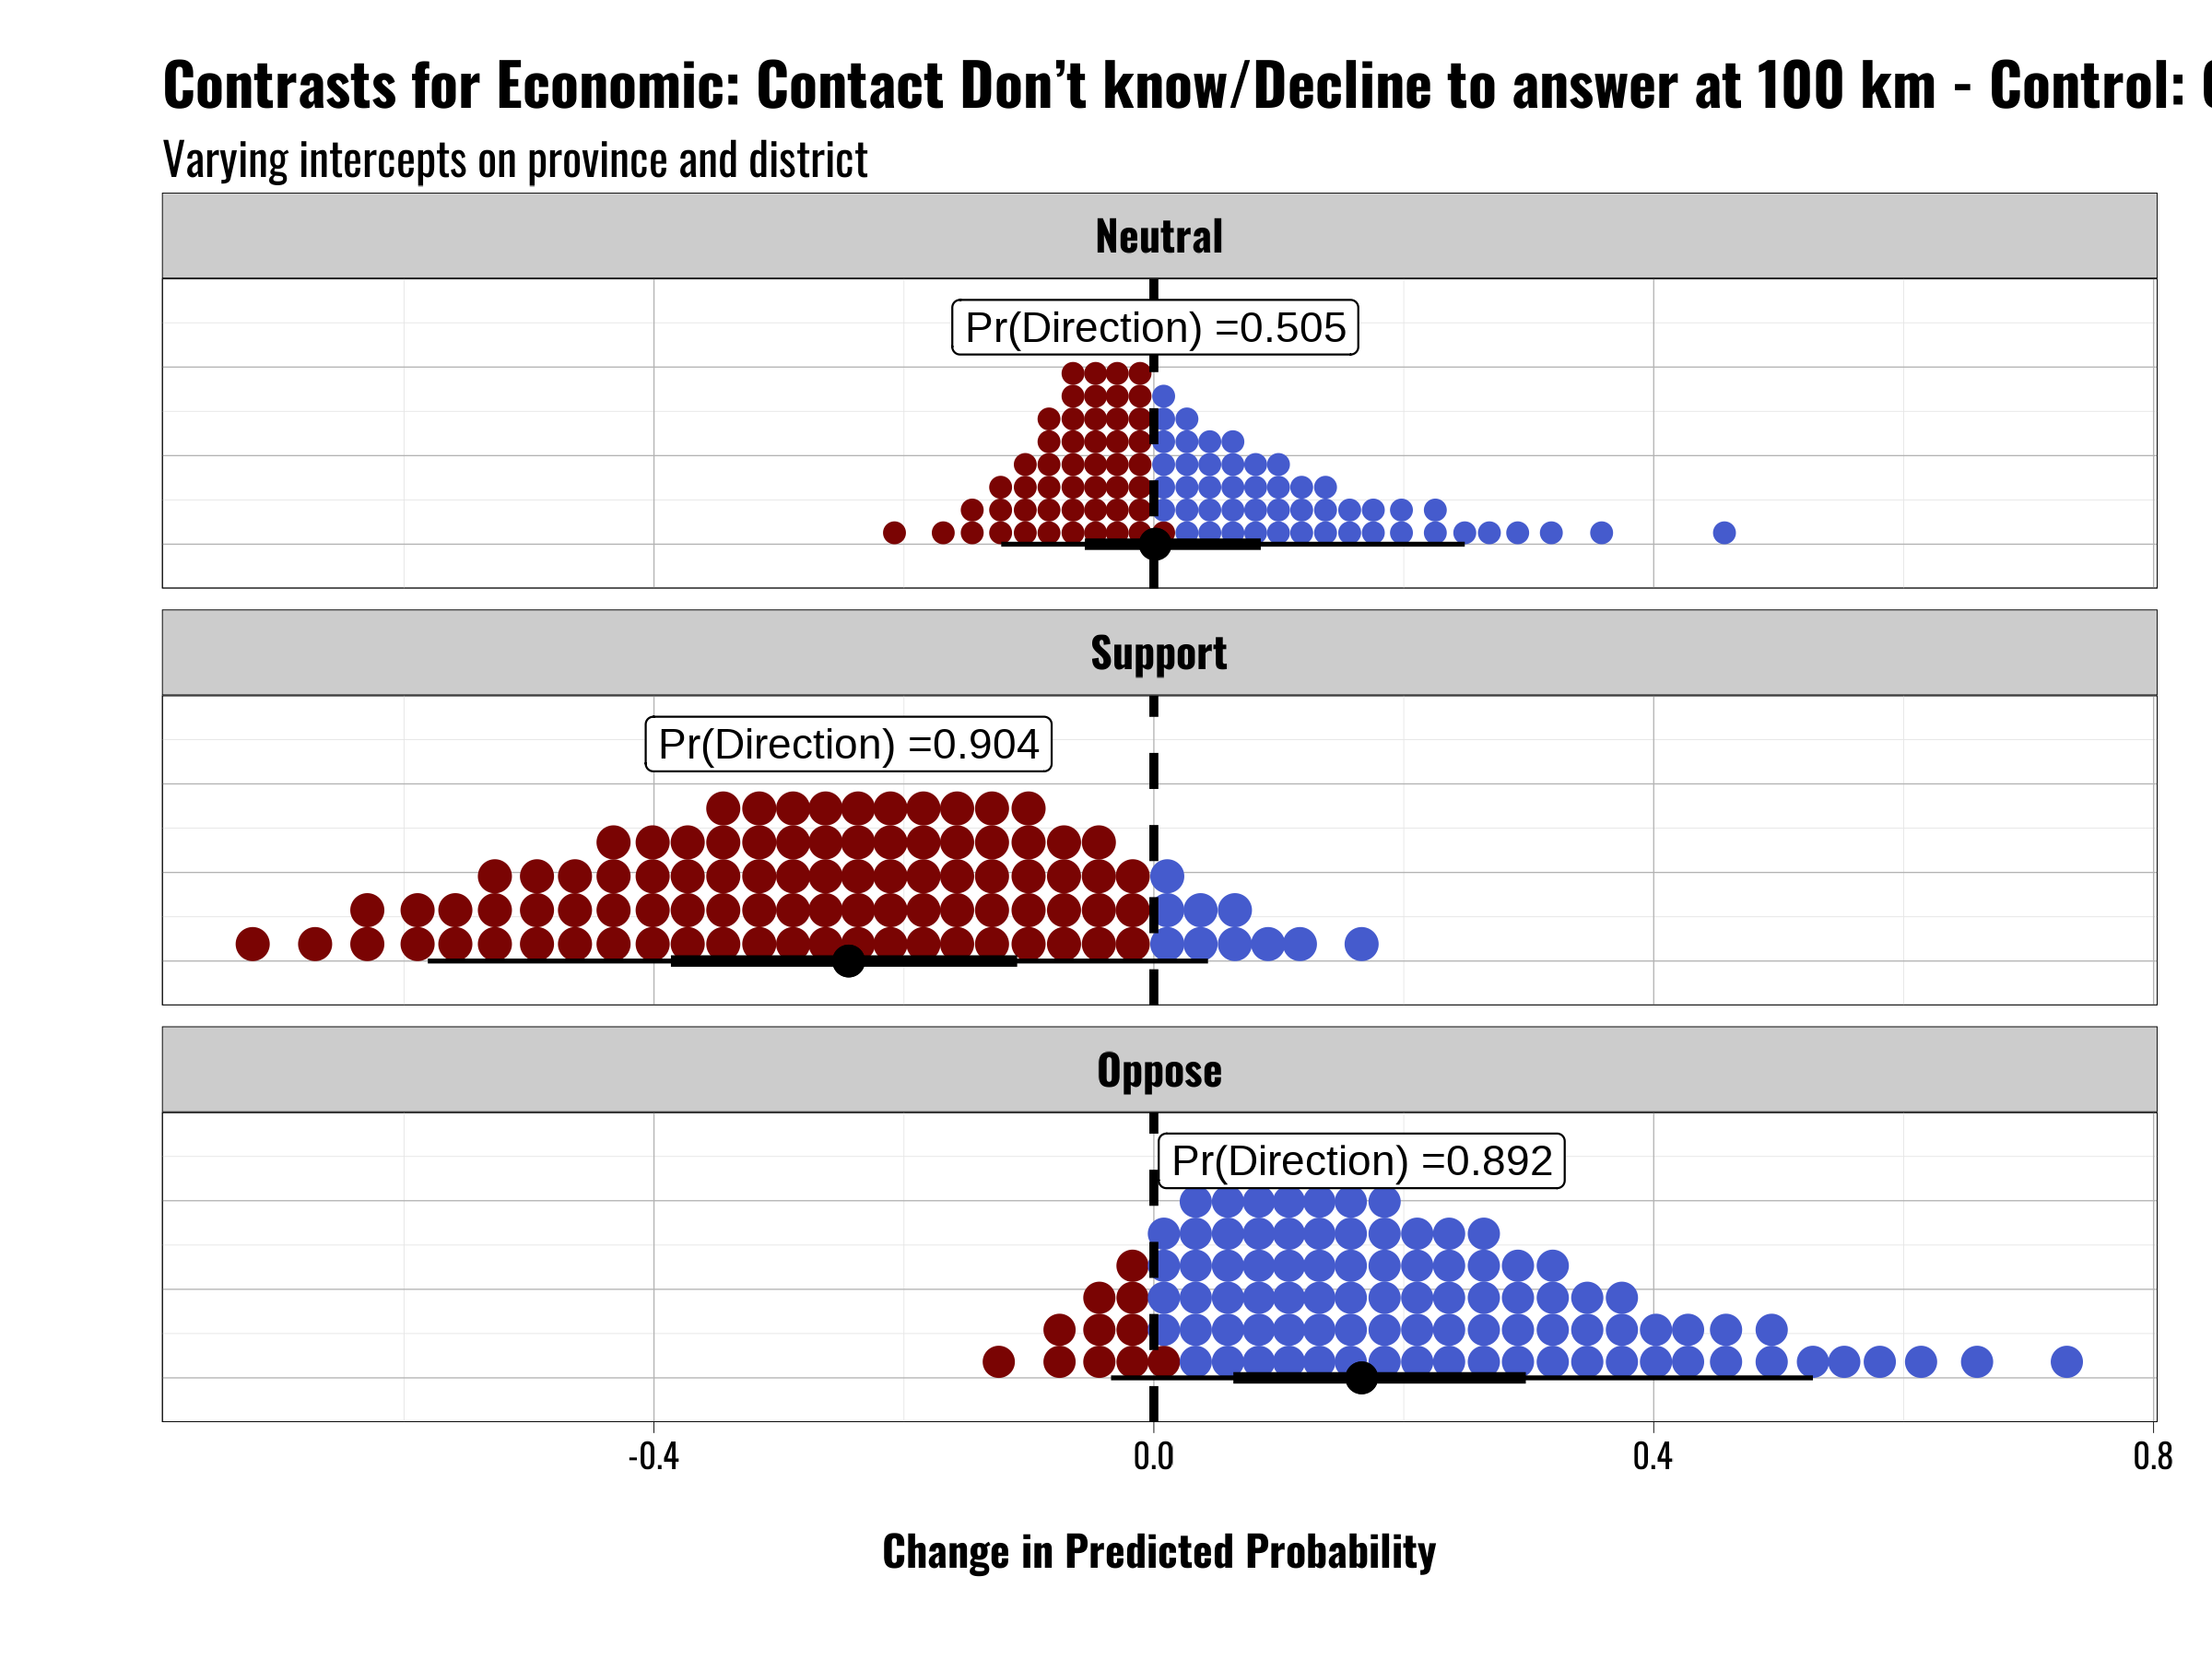 Contrasts for Economic: Contact Don’t know/Decline to answer at 100 km - Control:
Varying intercepts on province and district
Neutral
Pr(Direction) =0.505
Support
Pr(Direction) =0.904
Oppose
Pr(Direction) =0.892
-0.4 0.0 0.4 0.8
Change in Predicted Probability